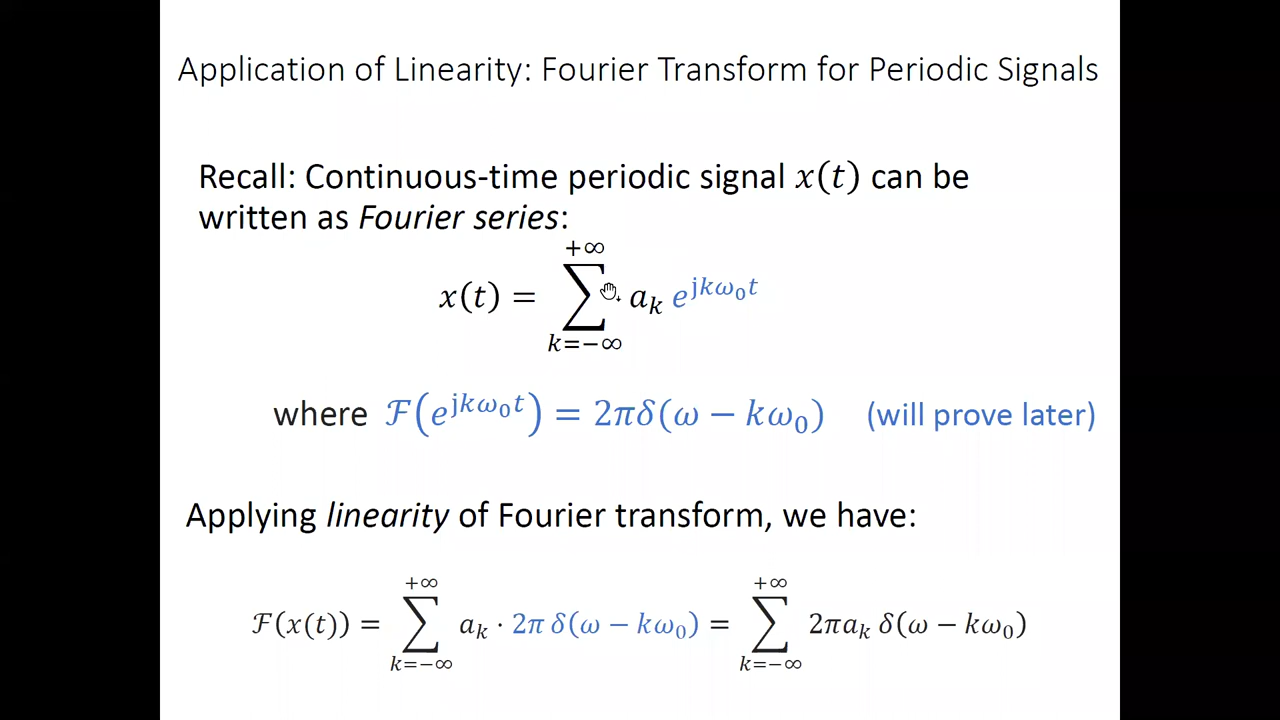 Application of Linearity: Fourier Transform for Periodic Signals
Recall: Continuous-time periodic signal x(t) can be
written as Fourier series:
x(t) = ∑_{k=−∞}^{+∞} a_k e^{jkω_0t}
where ℱ(e^{jkω_0t}) = 2πδ(ω − kω_0) (will prove later)
Applying linearity of Fourier transform, we have:
ℱ(x(t)) = ∑_{k=−∞}^{+∞} a_k · 2π δ(ω − kω_0) = ∑_{k=−∞}^{+∞} 2πa_k δ(ω − kω_0)